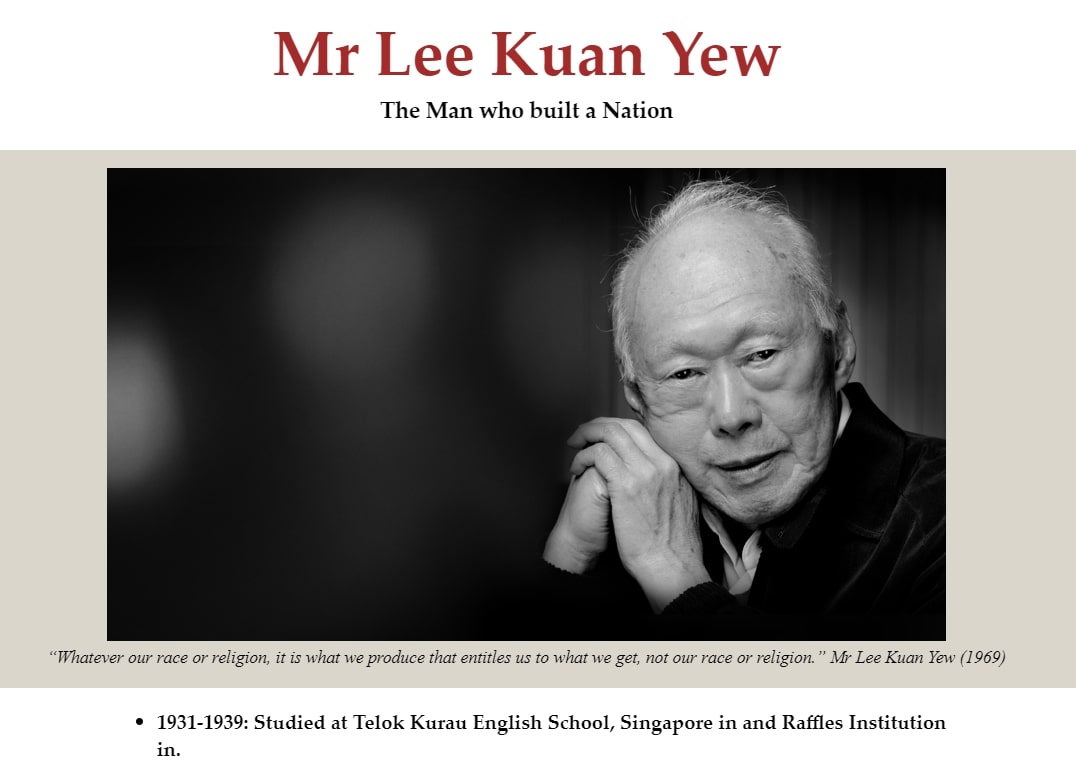 Mr Lee Kuan Yew
The Man who built a Nation
“Whatever our race or religion, it is what we produce that entitles us to what we get, not our race or religion.” Mr Lee Kuan Yew (1969)
• 1931-1939: Studied at Telok Kurau English School, Singapore in and Raffles Institution
in.